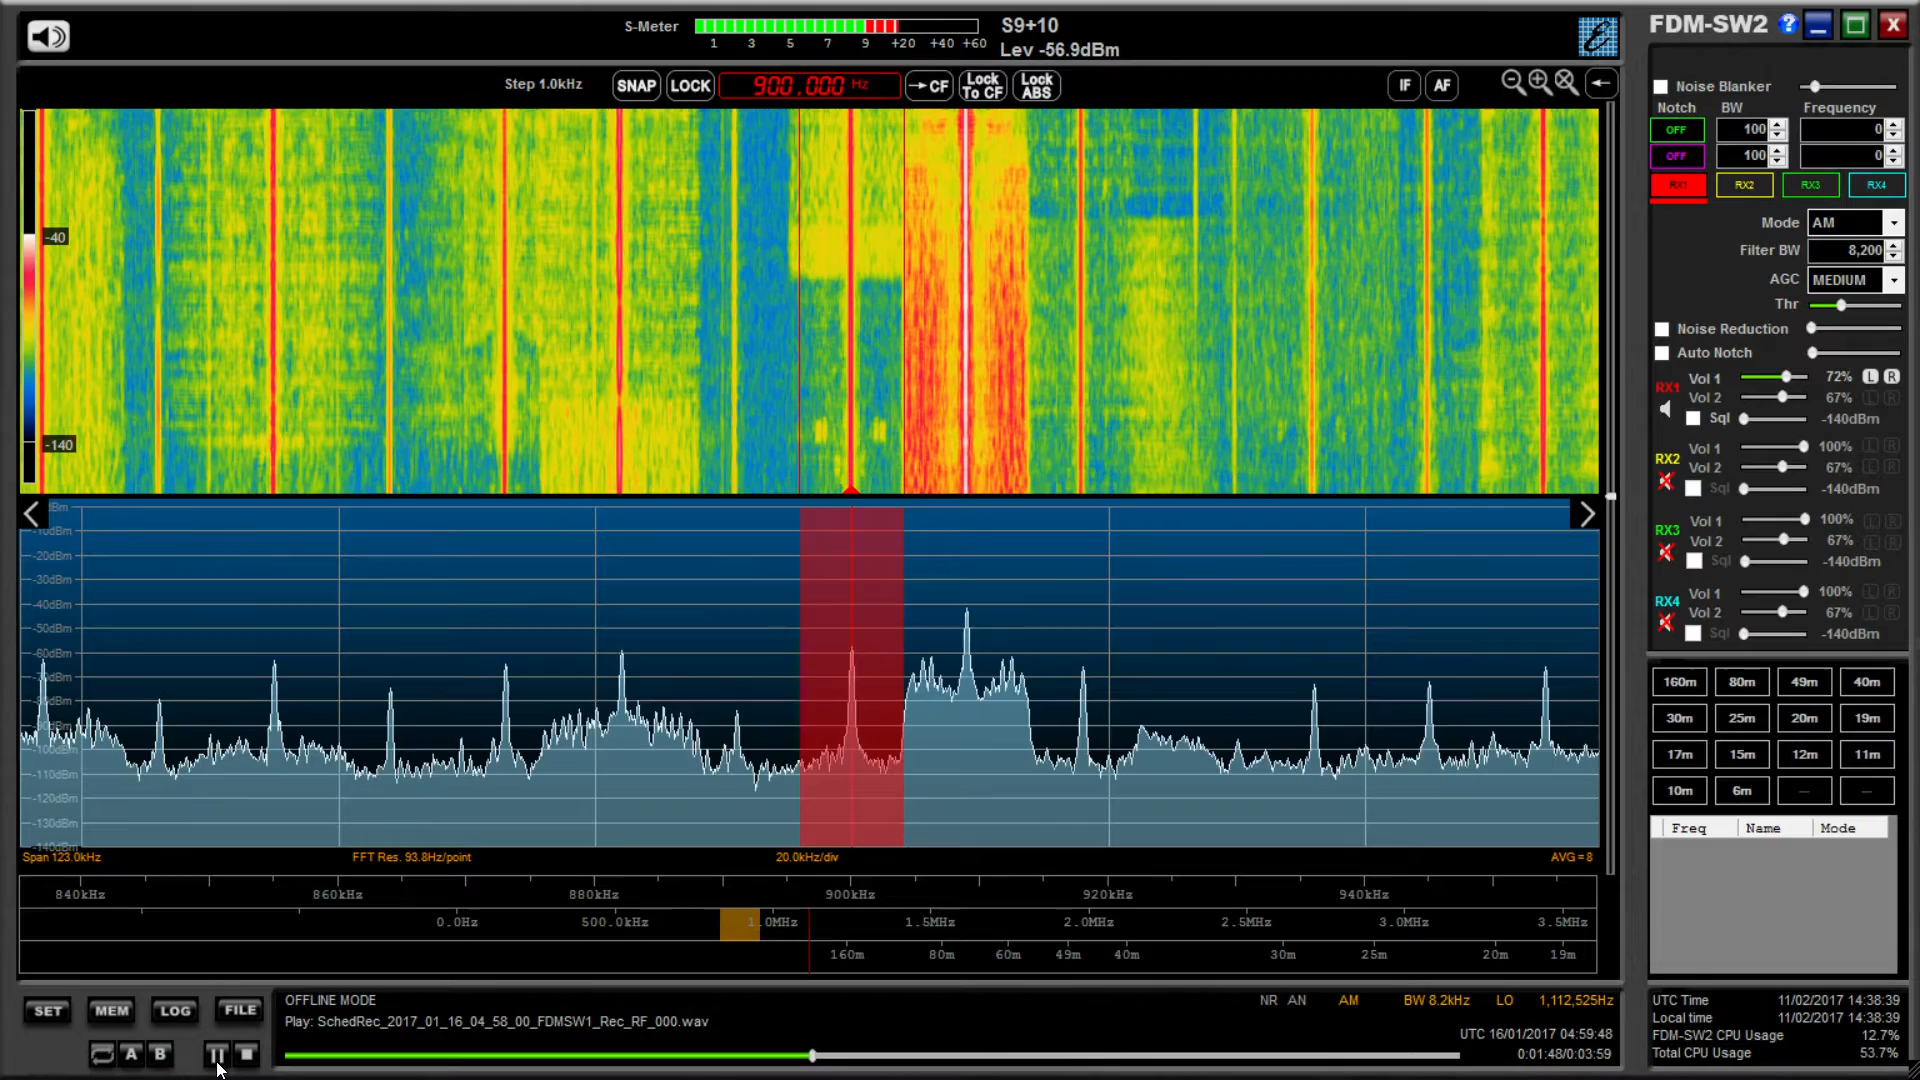 S-Meter
1 3 5 7 9 +20 +40 +60
S9+10
Lev -56.9dBm
FDM-SW2 ?
X
Step 1.0kHz
SNAP LOCK 900.000 Hz →CF Lock To CF Lock ABS IF AF
-40
-140
-20dBm
-30dBm
-40dBm
-50dBm
-60dBm
-110dBm
-120dBm
-130dBm
Span 123.0kHz FFT Res. 93.8Hz/point 20.0kHz/div AVG = 8
840kHz 860kHz 880kHz 900kHz 920kHz 940kHz
0.0Hz 500.0kHz 1.0MHz 1.5MHz 2.0MHz 2.5MHz 3.0MHz 3.5MHz
160m 80m 60m 49m 40m 30m 25m 20m 19m
SET MEM LOG FILE
A B
OFFLINE MODE
NR AN AM BW 8.2kHz LO 1,112,525Hz
Play: SchedRec_2017_01_16_04_58_00_FDMSW1_Rec_RF_000.wav
UTC 16/01/2017 04:59:48
0:01:48/0:03:59
Noise Blanker
Notch BW Frequency
OFF 100 0
OFF 100 0
RX1 RX2 RX3 RX4
Mode AM
Filter BW 8,200
AGC MEDIUM
Thr
Noise Reduction
Auto Notch
RX1
Vol 1 72% L R
Vol 2 67% L R
Sql -140dBm
RX2
Vol 1 100% L R
Vol 2 67% L R
Sql -140dBm
RX3
Vol 1 100% L R
Vol 2 67% L R
Sql -140dBm
RX4
Vol 1 100% L R
Vol 2 67% L R
Sql -140dBm
160m 80m 49m 40m
30m 25m 20m 19m
17m 15m 12m 11m
10m 6m — —
Freq Name Mode
UTC Time 11/02/2017 14:38:39
Local time 11/02/2017 14:38:39
FDM-SW2 CPU Usage 12.7%
Total CPU Usage 53.7%